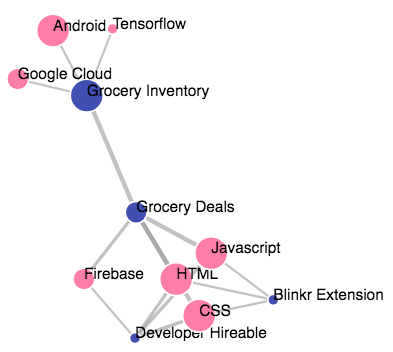 Android
Tensorflow
Google Cloud
Grocery Inventory
Grocery Deals
Javascript
Firebase
HTML
Blinkr Extension
CSS
Developer Hireable